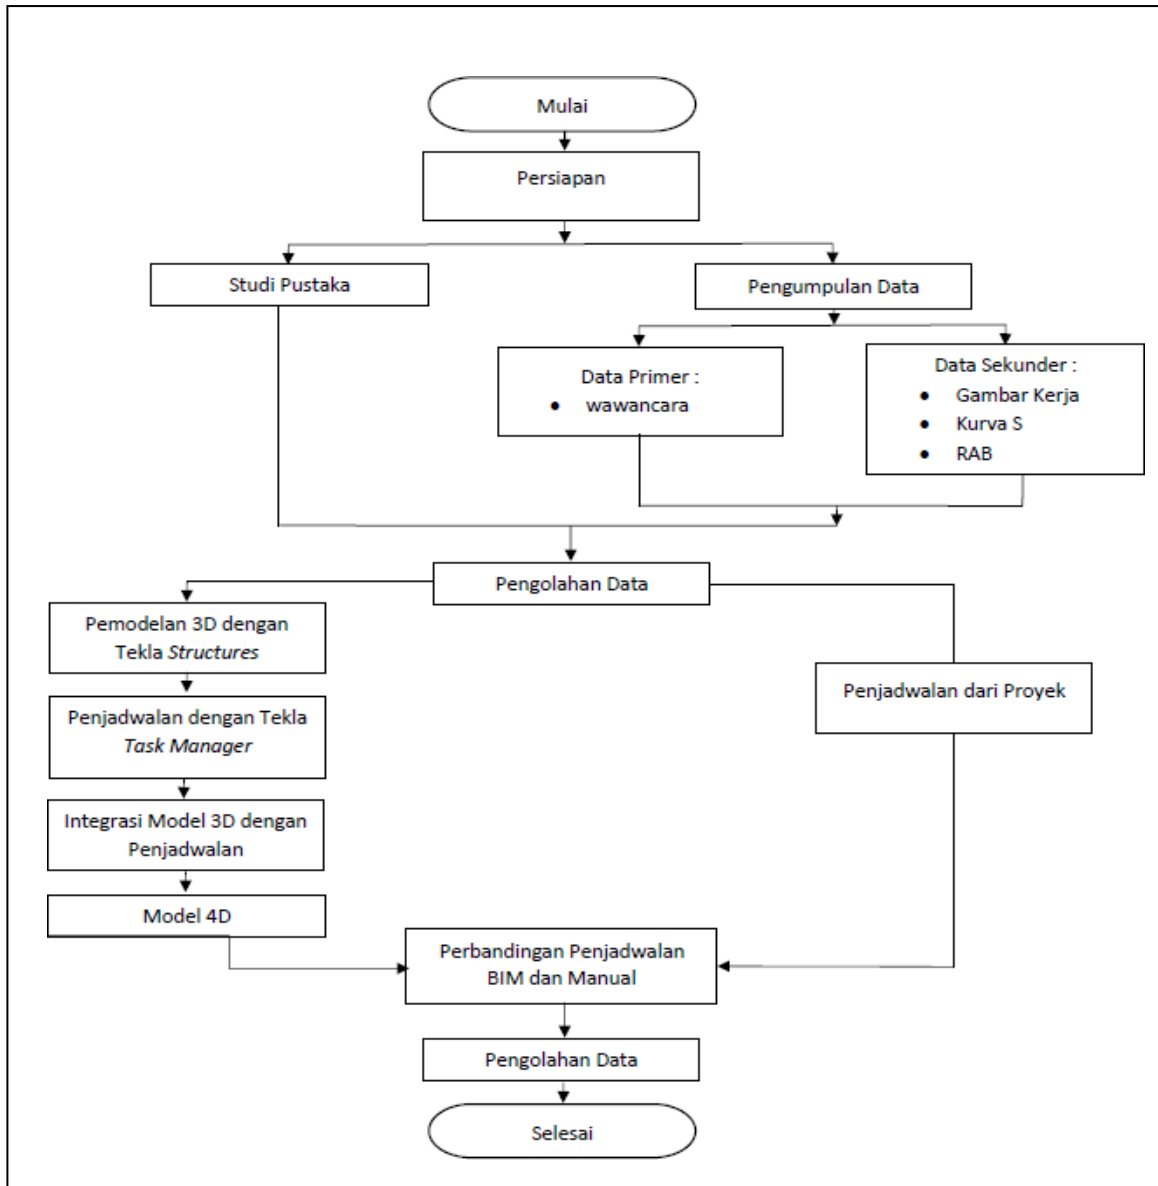 Mulai
Persiapan
Studi Pustaka
Pengumpulan Data
Data Primer :
• wawancara
Data Sekunder :
• Gambar Kerja
• Kurva S
• RAB
Pengolahan Data
Pemodelan 3D dengan
Tekla Structures
Penjadwalan dengan Tekla
Task Manager
Integrasi Model 3D dengan
Penjadwalan
Model 4D
Penjadwalan dari Proyek
Perbandingan Penjadwalan
BIM dan Manual
Pengolahan Data
Selesai